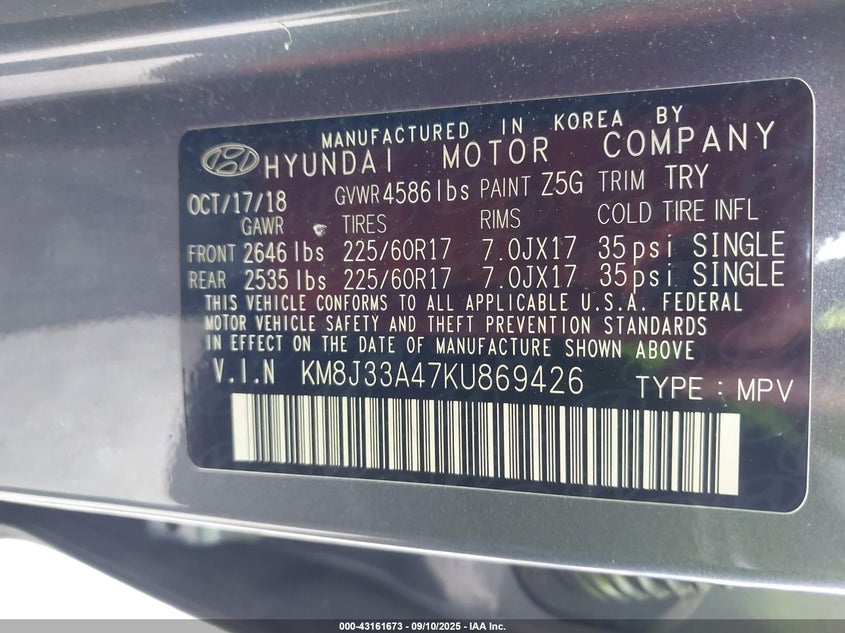 MANUFACTURED IN KOREA BY
HYUNDAI MOTOR COMPANY
OCT/17/18 GVWR 4586 lbs PAINT Z5G TRIM TRY
GAWR TIRES RIMS COLD TIRE INFL
FRONT 2646 lbs 225/60R17 7.0JX17 35 psi SINGLE
REAR 2535 lbs 225/60R17 7.0JX17 35 psi SINGLE
THIS VEHICLE CONFORMS TO ALL APPLICABLE U.S.A. FEDERAL
MOTOR VEHICLE SAFETY AND THEFT PREVENTION STANDARDS
IN EFFECT ON THE DATE OF MANUFACTURE SHOWN ABOVE
V.I.N KM8J33A47KU869426 TYPE : MPV
000-43161673 - 09/10/2025 - IAA Inc.